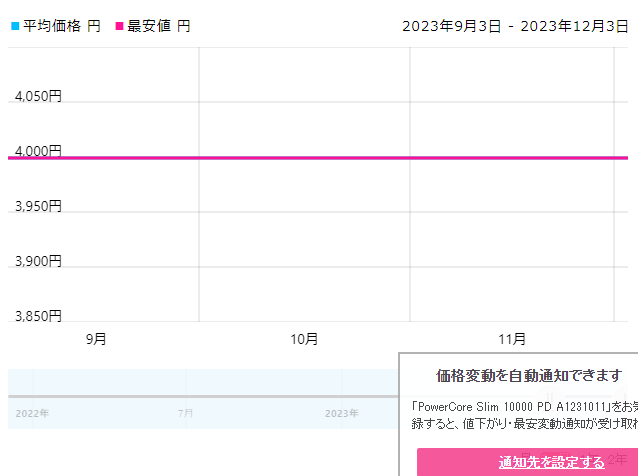 ■平均価格 円 ■最安値 円 2023年9月3日 - 2023年12月3日
4,050円
4,000円
3,950円
3,900円
3,850円
9月 10月 11月
2022年 7月 2023年
価格変動を自動通知できます
「PowerCore Slim 10000 PD A1231011」をお気
録すると、値下がり・最安変動通知が受け取れ
通知先を設定する
2年